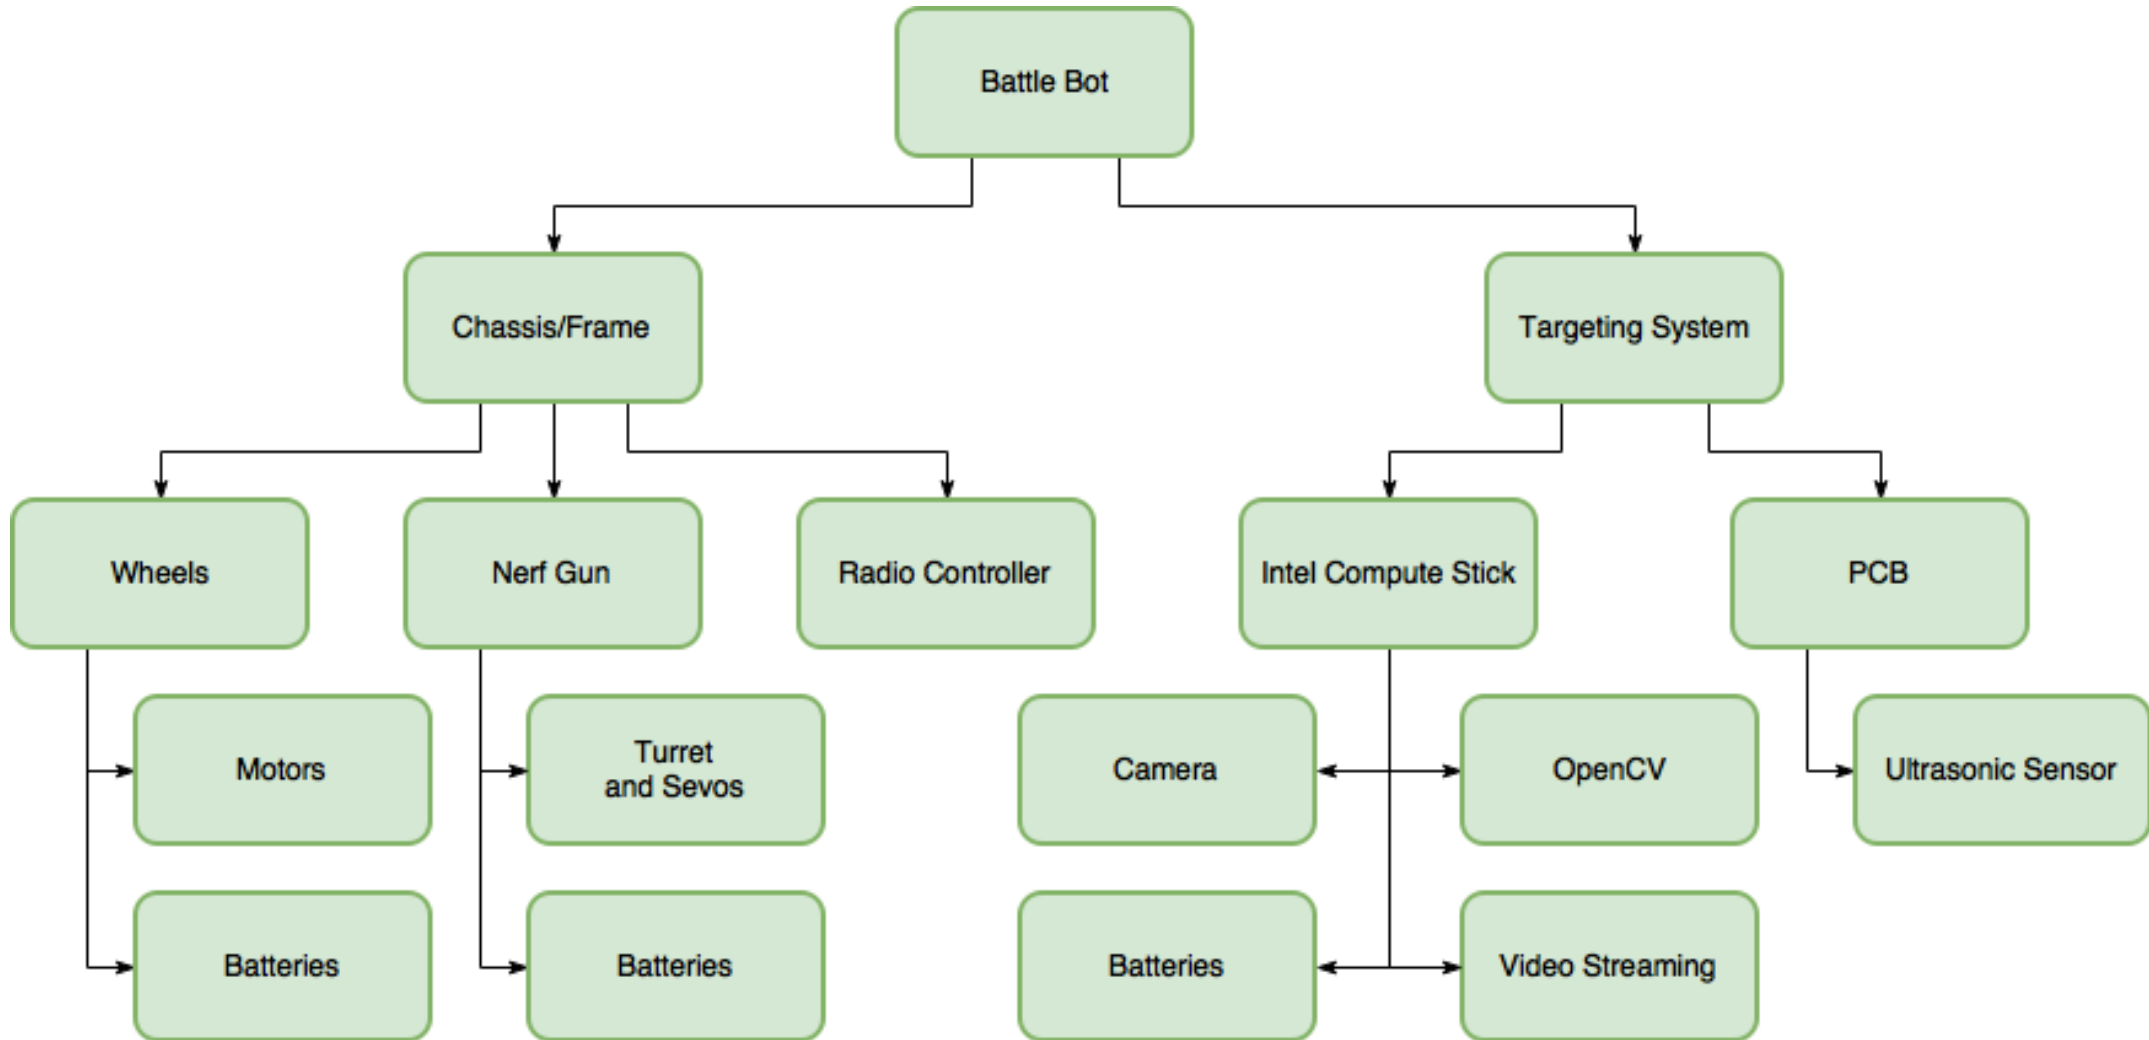 Battle Bot
Chassis/Frame
Targeting System
Wheels
Nerf Gun
Radio Controller
Intel Compute Stick
PCB
Motors
Turret
and Sevos
Camera
OpenCV
Ultrasonic Sensor
Batteries
Batteries
Batteries
Video Streaming